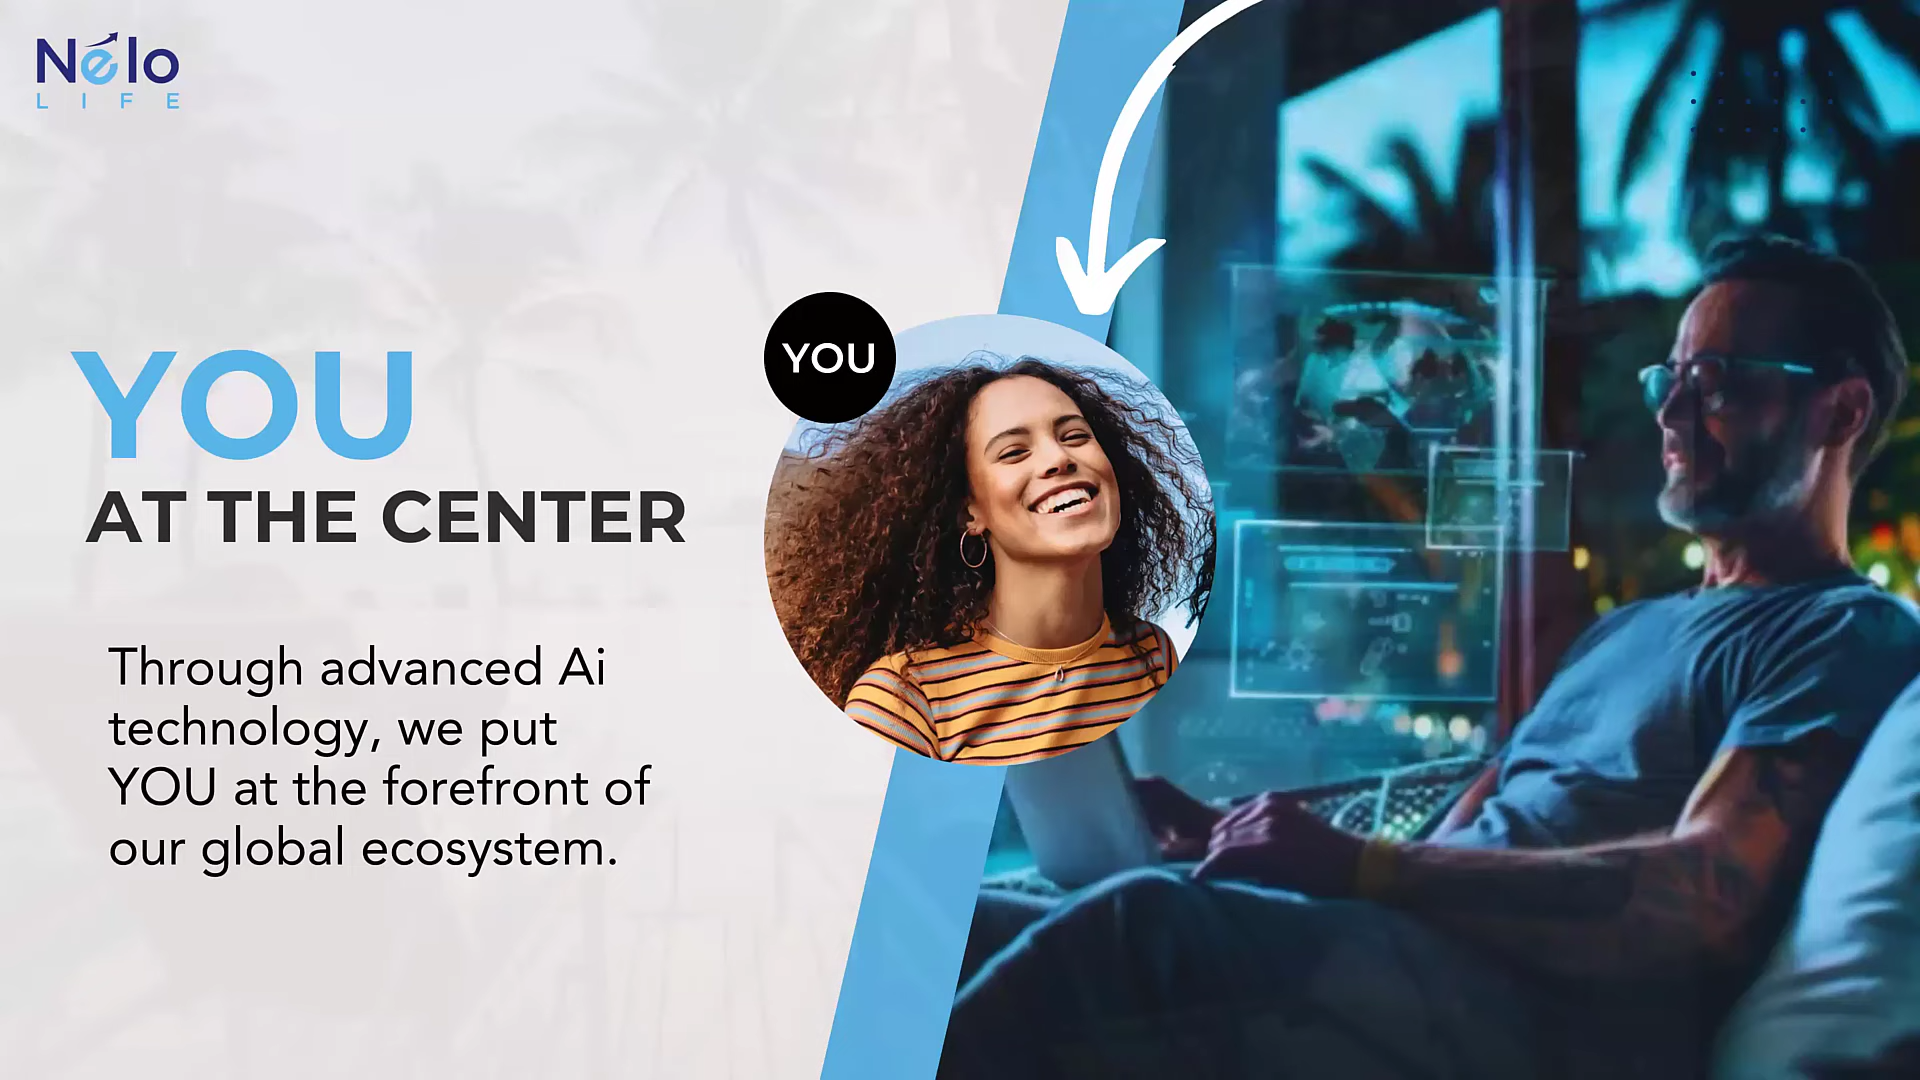 Nelo
LIFE
YOU
YOU
AT THE CENTER
Through advanced Ai
technology, we put
YOU at the forefront of
our global ecosystem.